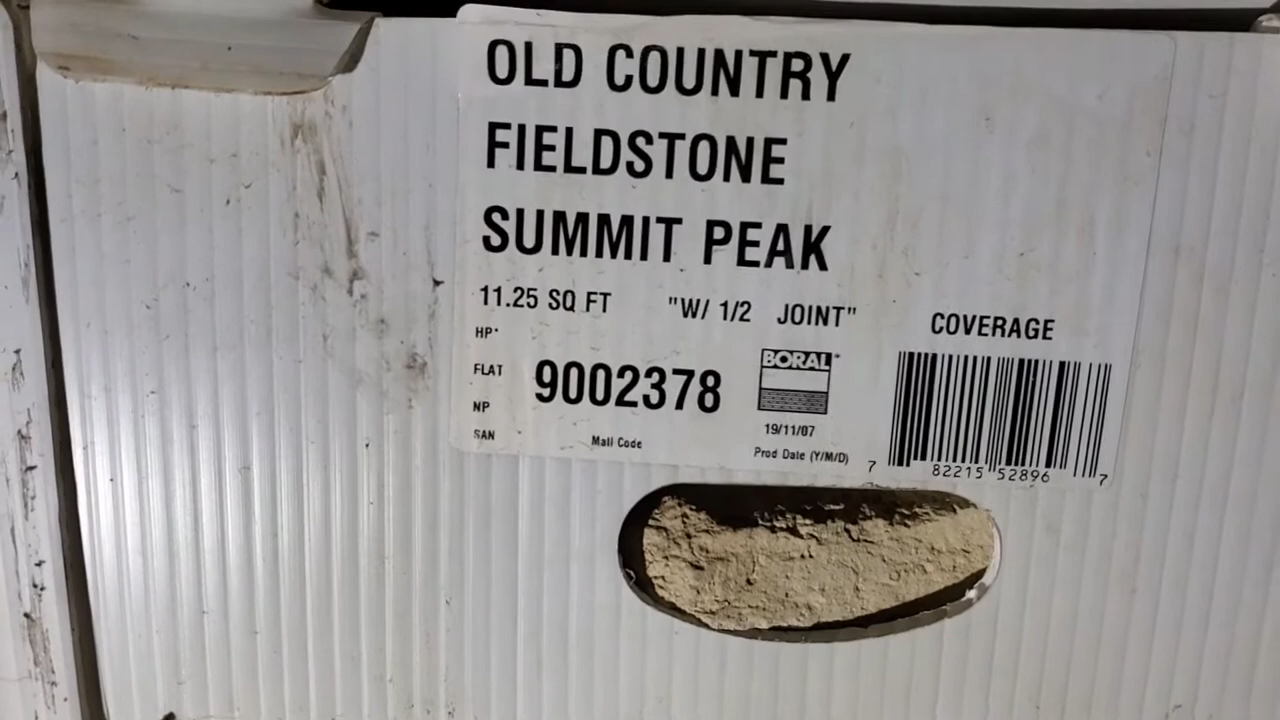 OLD COUNTRY
FIELDSTONE
SUMMIT PEAK
11.25 SQ FT "W/ 1/2 JOINT" COVERAGE
HP*
FLAT
NP
SAN
9002378
Mall Code
BORAL
19/11/07
Prod Date (Y/M/D)
7 82215 52896 7